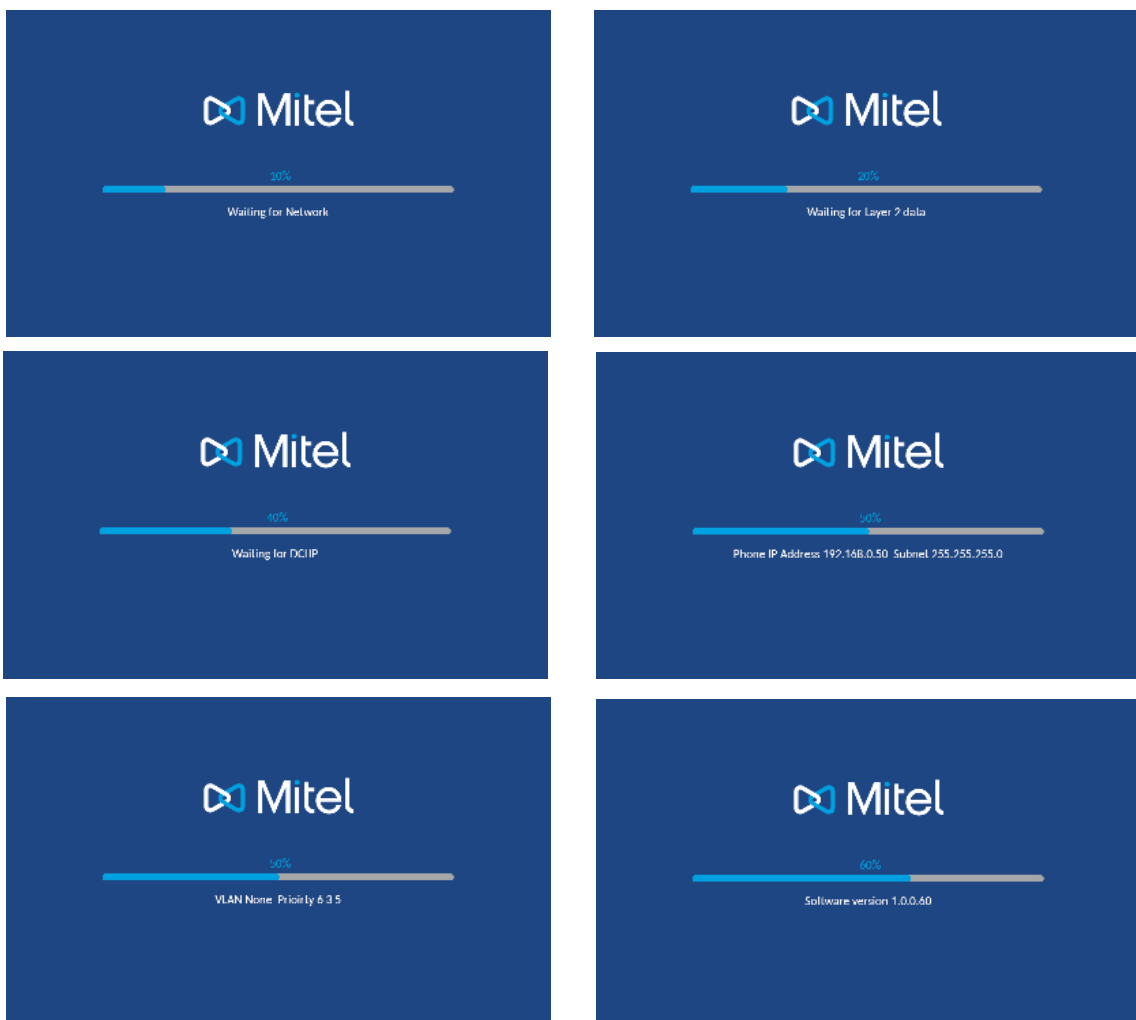 Mitel
10%
Waiting for Network
Mitel
20%
Waiting for Layer 2 data
Mitel
40%
Waiting for DCHP
Mitel
50%
Phone IP Address 192.168.0.50 Subnet 255.255.255.0
Mitel
50%
VLAN None Prioirty 6 3 5
Mitel
60%
Software version 1.0.0.60